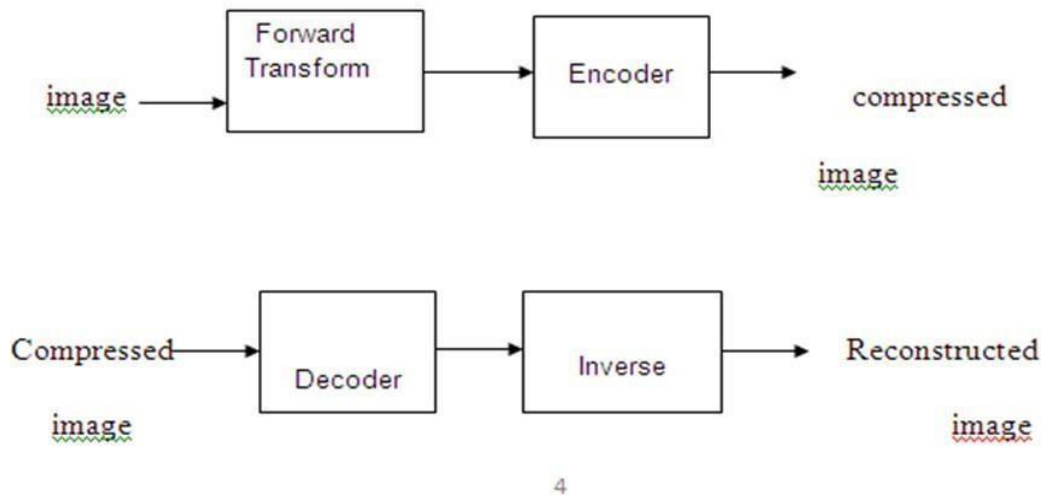 Forward
Transform
image
Encoder
compressed
image
Compressed
image
Decoder
Inverse
Reconstructed
image
4